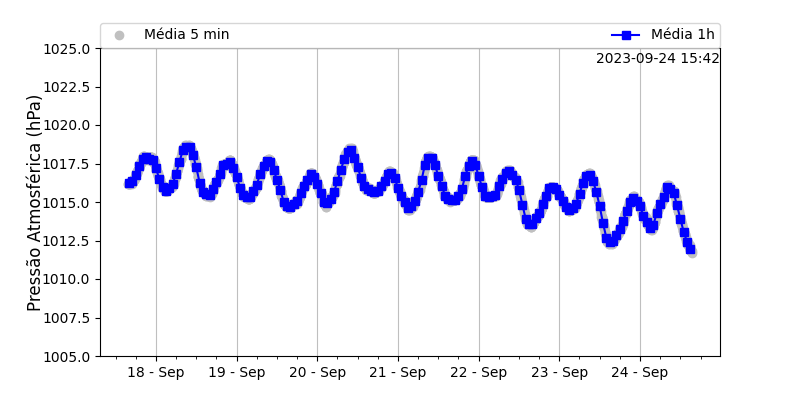 Média 5 min
Média 1h
2023-09-24 15:42
Pressão Atmosférica (hPa)
1025.0
1022.5
1020.0
1017.5
1015.0
1012.5
1010.0
1007.5
1005.0
18 - Sep
19 - Sep
20 - Sep
21 - Sep
22 - Sep
23 - Sep
24 - Sep